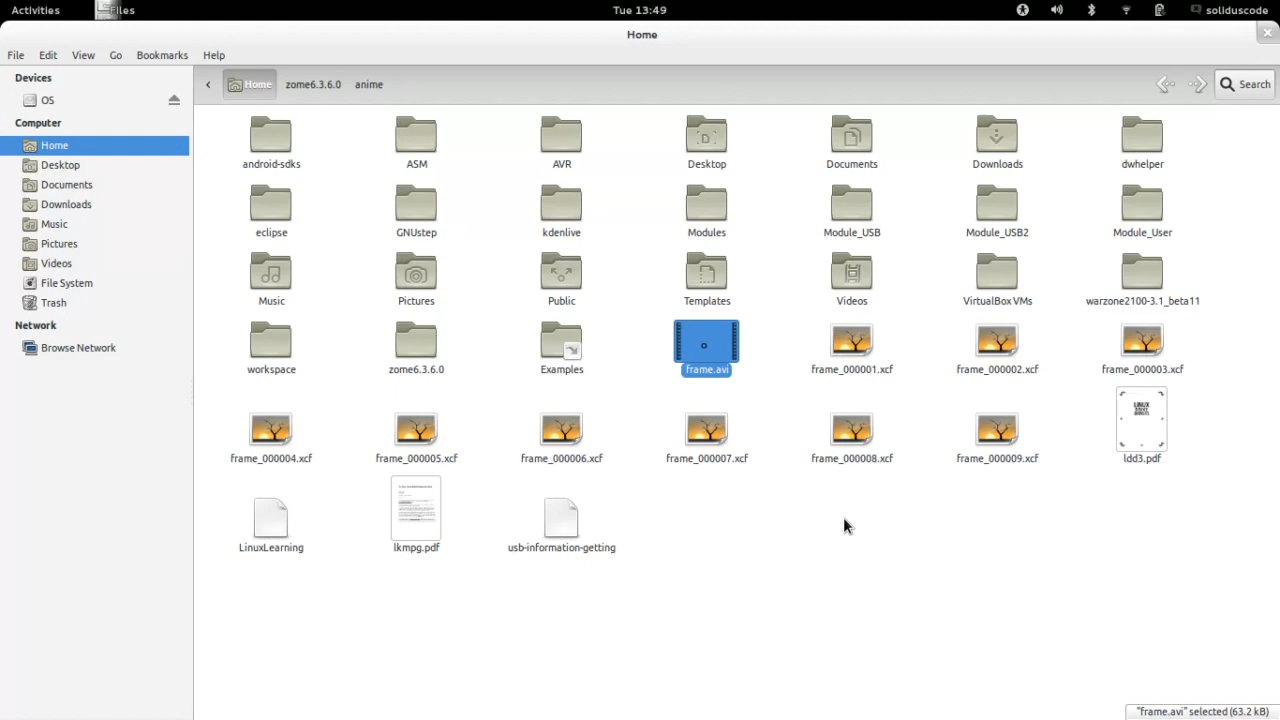 Activities
Files
Tue 13:49
soliduscode
Home
File Edit View Go Bookmarks Help
Devices
OS
Computer
Home
Desktop
Documents
Downloads
Music
Pictures
Videos
File System
Trash
Network
Browse Network
Home zome6.3.6.0 anime
Search
android-sdks ASM AVR Desktop Documents Downloads dwhelper
eclipse GNUstep kdenlive Modules Module_USB Module_USB2 Module_User
Music Pictures Public Templates Videos VirtualBox VMs warzone2100-3.1_beta11
workspace zome6.3.6.0 Examples frame.avi frame_000001.xcf frame_000002.xcf frame_000003.xcf
LINUX
frame_000004.xcf frame_000005.xcf frame_000006.xcf frame_000007.xcf frame_000008.xcf frame_000009.xcf ldd3.pdf
LinuxLearning lkmpg.pdf usb-information-getting
"frame.avi" selected (63.2 kB)